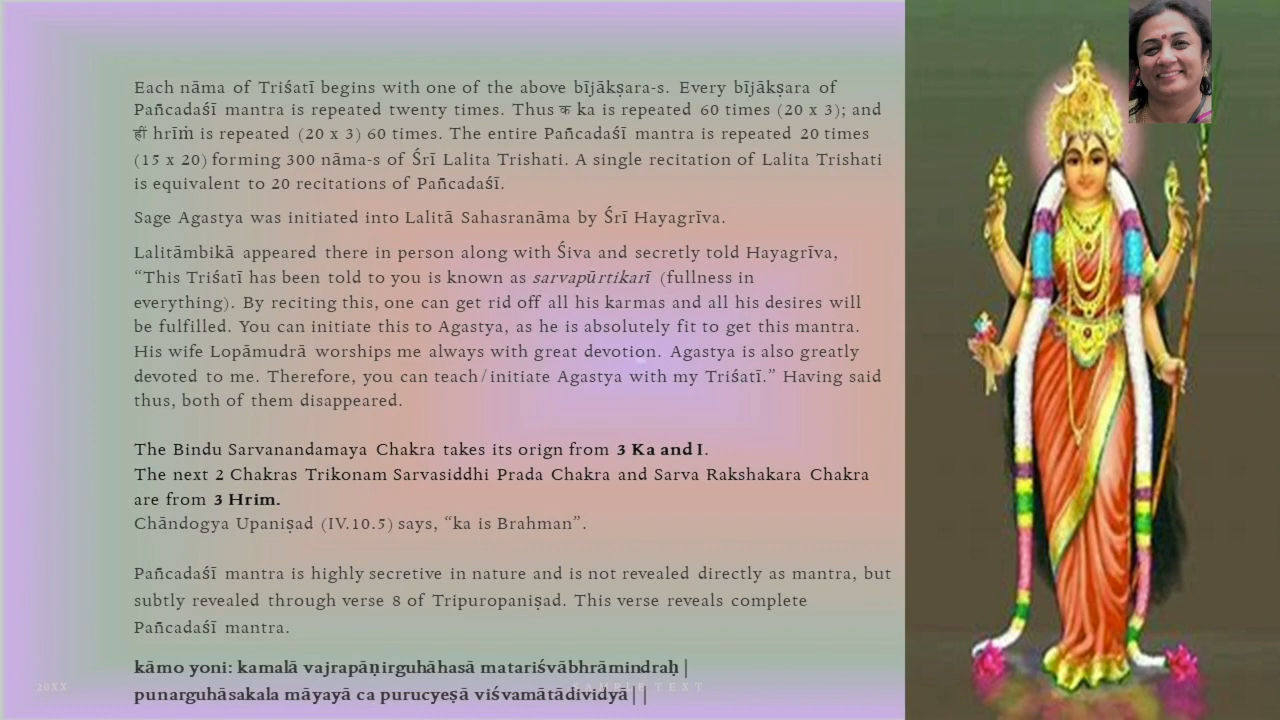 Each nāma of Triśatī begins with one of the above bījākṣara-s. Every bījākṣara of
Pañcadaśī mantra is repeated twenty times. Thus क ka is repeated 60 times (20 x 3); and
ह्रीं hrīṁ is repeated (20 x 3) 60 times. The entire Pañcadaśī mantra is repeated 20 times
(15 x 20) forming 300 nāma-s of Śrī Lalita Trishati. A single recitation of Lalita Trishati
is equivalent to 20 recitations of Pañcadaśī.
Sage Agastya was initiated into Lalitā Sahasranāma by Śrī Hayagrīva.
Lalitāmbikā appeared there in person along with Śiva and secretly told Hayagrīva,
“This Triśatī has been told to you is known as sarvapūrtikarī (fullness in
everything). By reciting this, one can get rid off all his karmas and all his desires will
be fulfilled. You can initiate this to Agastya, as he is absolutely fit to get this mantra.
His wife Lopāmudrā worships me always with great devotion. Agastya is also greatly
devoted to me. Therefore, you can teach/initiate Agastya with my Triśatī.” Having said
thus, both of them disappeared.
The Bindu Sarvanandamaya Chakra takes its orign from 3 Ka and I.
The next 2 Chakras Trikonam Sarvasiddhi Prada Chakra and Sarva Rakshakara Chakra
are from 3 Hrim.
Chāndogya Upaniṣad (IV.10.5) says, “ka is Brahman”.
Pañcadaśī mantra is highly secretive in nature and is not revealed directly as mantra, but
subtly revealed through verse 8 of Tripuropaniṣad. This verse reveals complete
Pañcadaśī mantra.
kāmo yoni: kamalā vajrapāṇirguhāhasā matariśvābhrāmindraḥ |
punarguhāsakala māyayā ca purucyeṣā viśvamātādividyā||
20XX SAMPLE TEXT